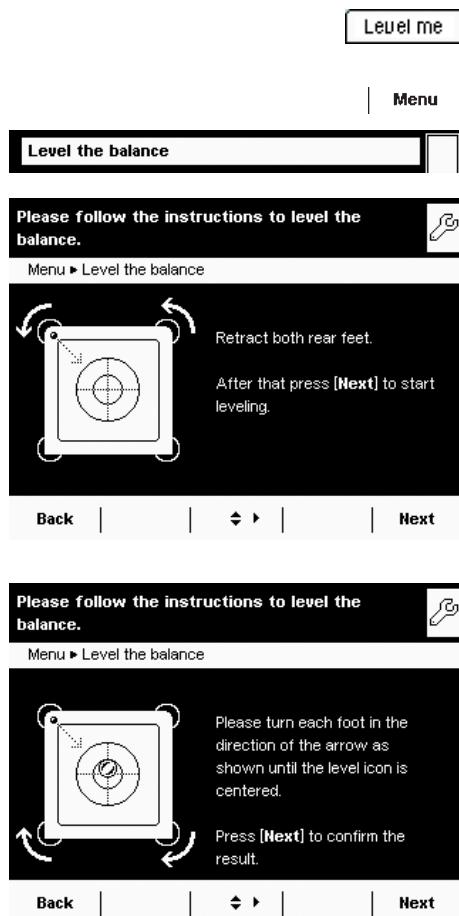 Level me
Menu
Level the balance
Please follow the instructions to level the
balance.
Menu ▸ Level the balance
Retract both rear feet.
After that press [Next] to start
leveling.
Back
Next
Please follow the instructions to level the
balance.
Menu ▸ Level the balance
Please turn each foot in the
direction of the arrow as
shown until the level icon is
centered.
Press [Next] to confirm the
result.
Back
Next